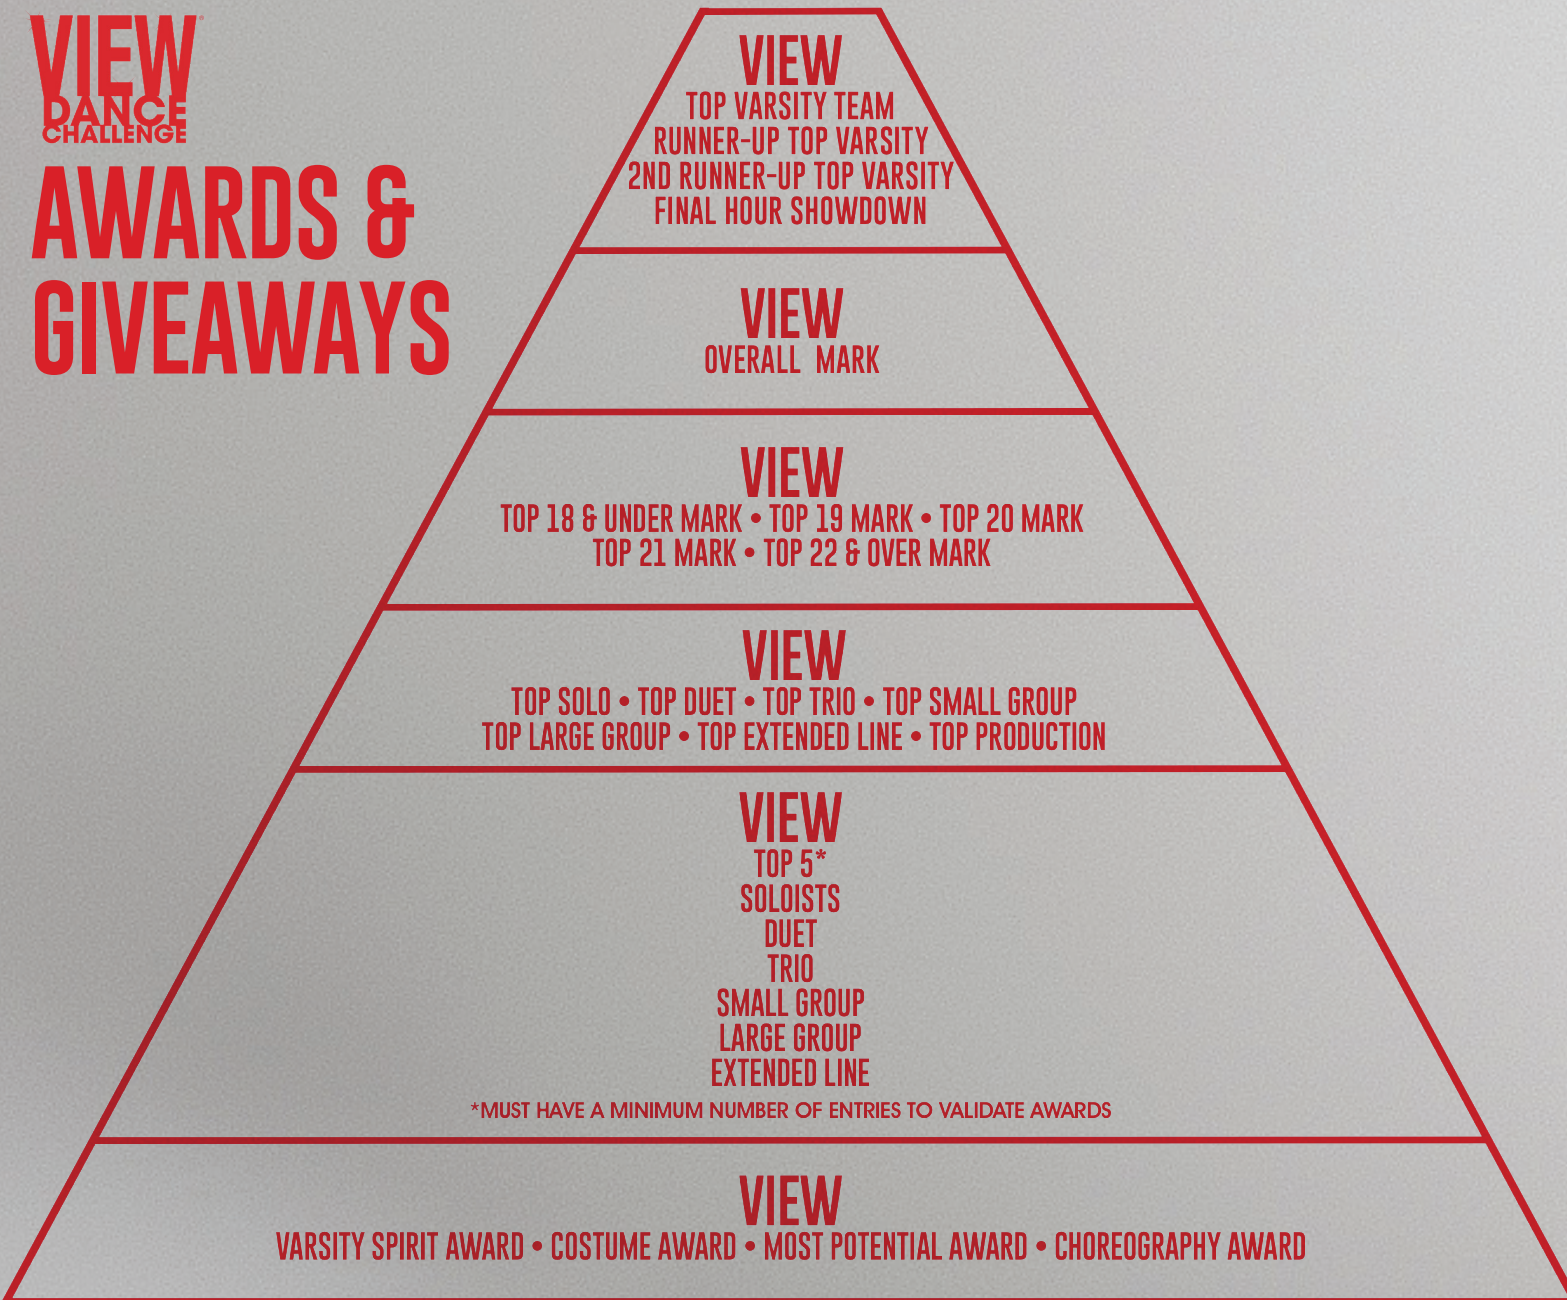 VIEW
DANCE
CHALLENGE
AWARDS &
GIVEAWAYS
VIEW
TOP VARSITY TEAM
RUNNER-UP TOP VARSITY
2ND RUNNER-UP TOP VARSITY
FINAL HOUR SHOWDOWN
VIEW
OVERALL MARK
VIEW
TOP 18 & UNDER MARK • TOP 19 MARK • TOP 20 MARK
TOP 21 MARK • TOP 22 & OVER MARK
VIEW
TOP SOLO • TOP DUET • TOP TRIO • TOP SMALL GROUP
TOP LARGE GROUP • TOP EXTENDED LINE • TOP PRODUCTION
VIEW
TOP 5*
SOLOISTS
DUET
TRIO
SMALL GROUP
LARGE GROUP
EXTENDED LINE
*MUST HAVE A MINIMUM NUMBER OF ENTRIES TO VALIDATE AWARDS
VIEW
VARSITY SPIRIT AWARD • COSTUME AWARD • MOST POTENTIAL AWARD • CHOREOGRAPHY AWARD